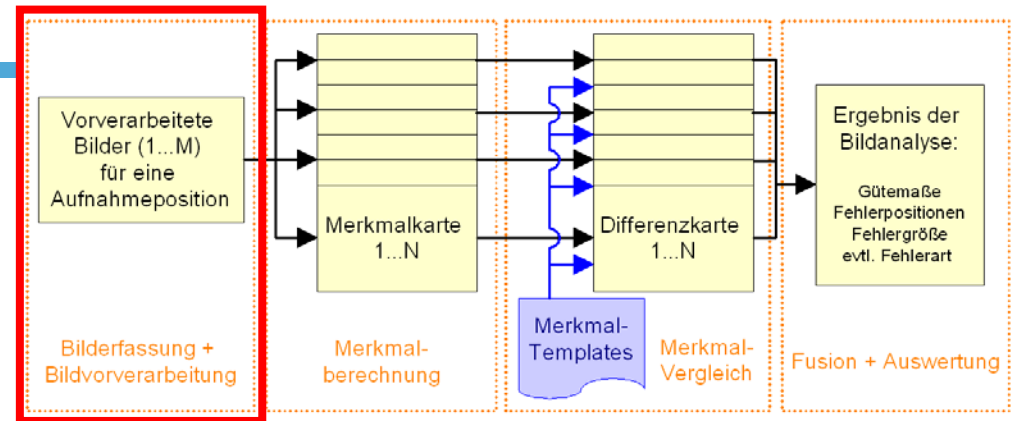 Vorverarbeitete
Bilder (1...M)
für eine
Aufnahmeposition
Bilderfassung +
Bildvorverarbeitung
Merkmalkarte
1...N
Merkmal-
berechnung
Differenzkarte
1...N
Merkmal-
Templates
Merkmal-
Vergleich
Ergebnis der
Bildanalyse:
Gütemaße
Fehlerpositionen
Fehlergröße
evtl. Fehlerart
Fusion + Auswertung